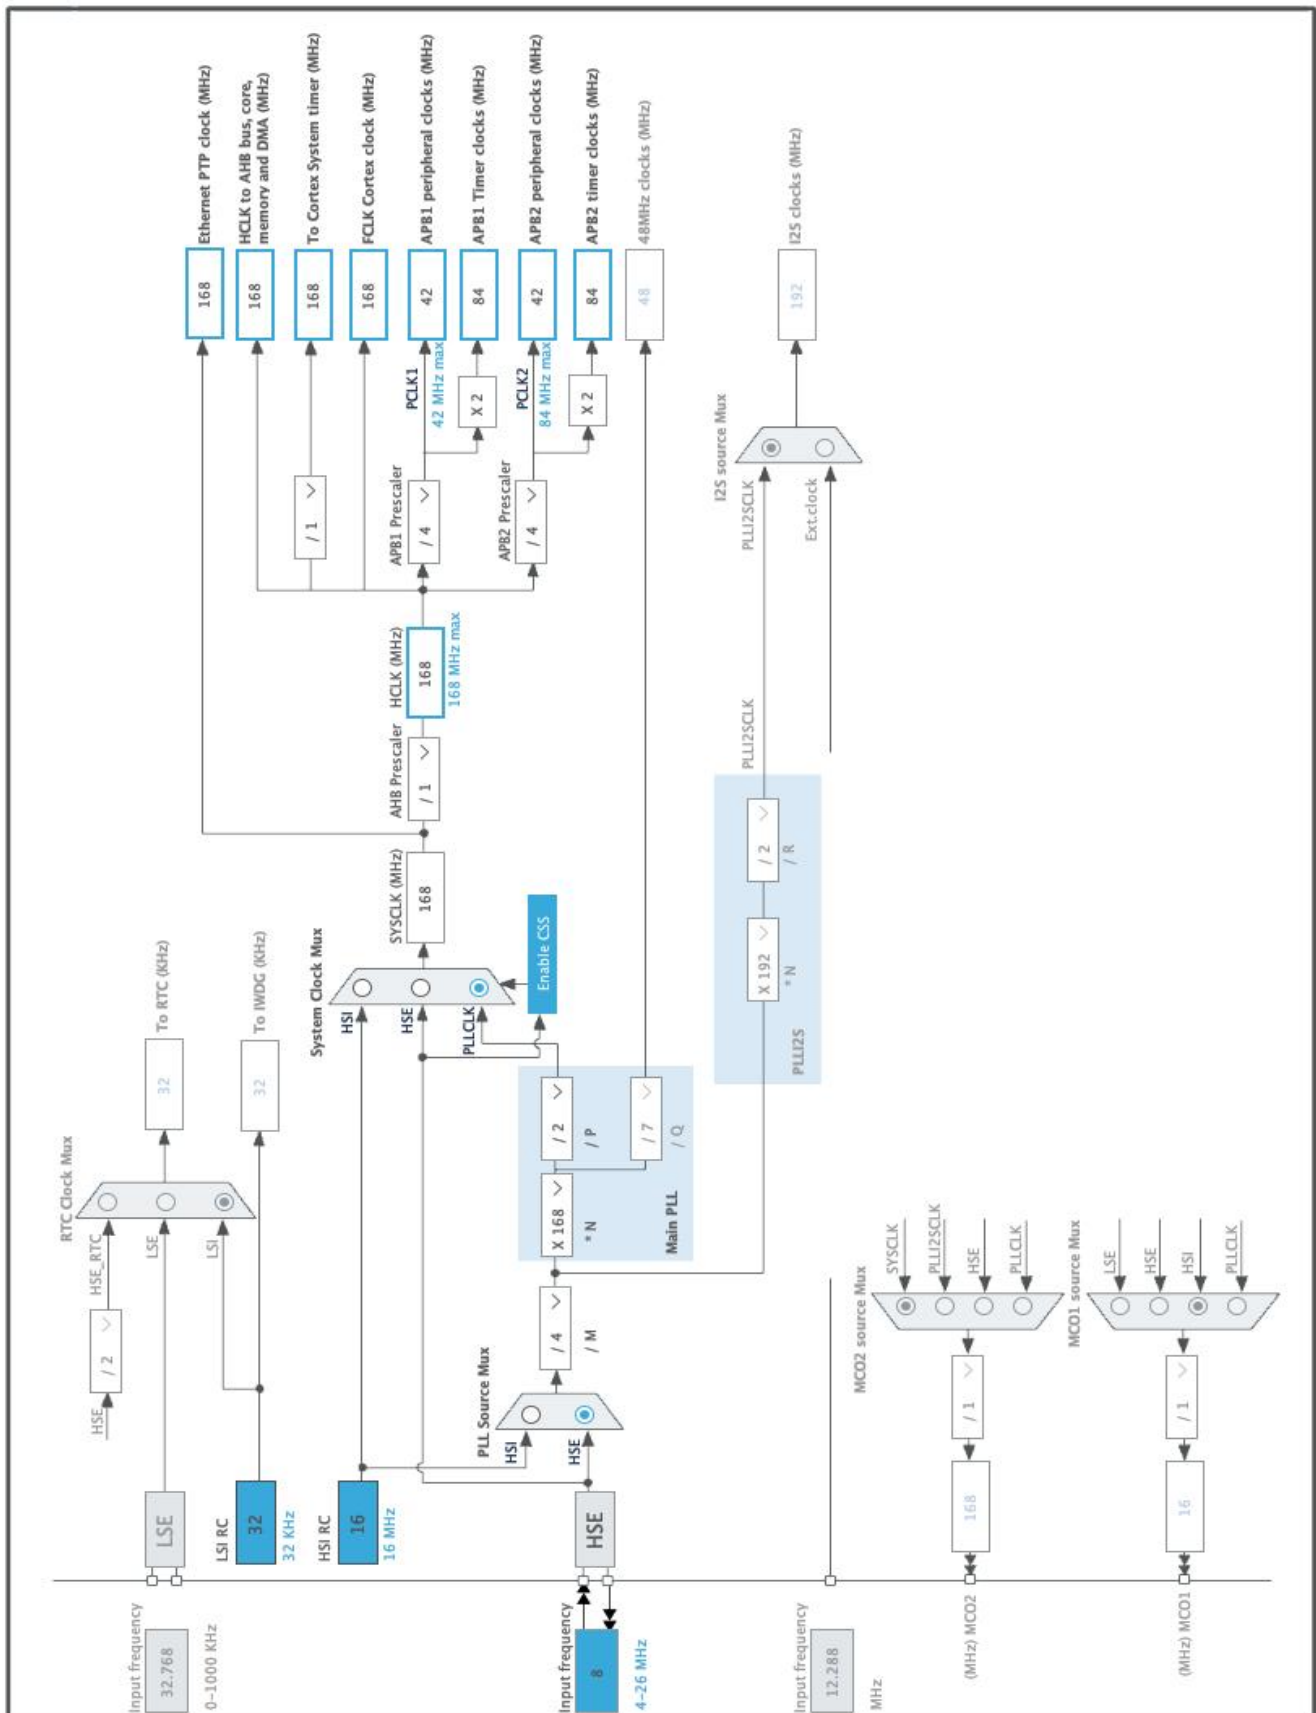 Input frequency
32.768
0-1000 KHz
LSE
LSI RC
32
32 KHz
HSI RC
16
16 MHz
HSE
/ 2
HSE_RTC
LSE
LSI
RTC Clock Mux
32
To RTC (KHz)
32
To IWDG (KHz)
System Clock Mux
HSI
HSE
PLLCLK
Enable CSS
SYSCLK (MHz)
168
AHB Prescaler
/ 1
HCLK (MHz)
168
168 MHz max
/ 1
APB1 Prescaler
/ 4
PCLK1
42 MHz max
X 2
APB2 Prescaler
/ 4
PCLK2
84 MHz max
X 2
168
Ethernet PTP clock (MHz)
168
HCLK to AHB bus, core,
memory and DMA (MHz)
168
To Cortex System timer (MHz)
168
FCLK Cortex clock (MHz)
42
APB1 peripheral clocks (MHz)
84
APB1 Timer clocks (MHz)
42
APB2 peripheral clocks (MHz)
84
APB2 timer clocks (MHz)
48
48MHz clocks (MHz)
Input frequency
8
4-26 MHz
HSE
PLL Source Mux
HSI
HSE
/ 4
/ M
X 168
* N
/ 2
/ P
/ 7
/ Q
Main PLL
X 192
* N
/ 2
/ R
PLLI2S
PLLI2SCLK
PLLI2SCLK
Ext.clock
I2S source Mux
192
I2S clocks (MHz)
Input frequency
12.288
MHz
(MHz) MCO2
168
/ 1
MCO2 source Mux
SYSCLK
PLLI2SCLK
HSE
PLLCLK
(MHz) MCO1
16
/ 1
MCO1 source Mux
LSE
HSE
HSI
PLLCLK